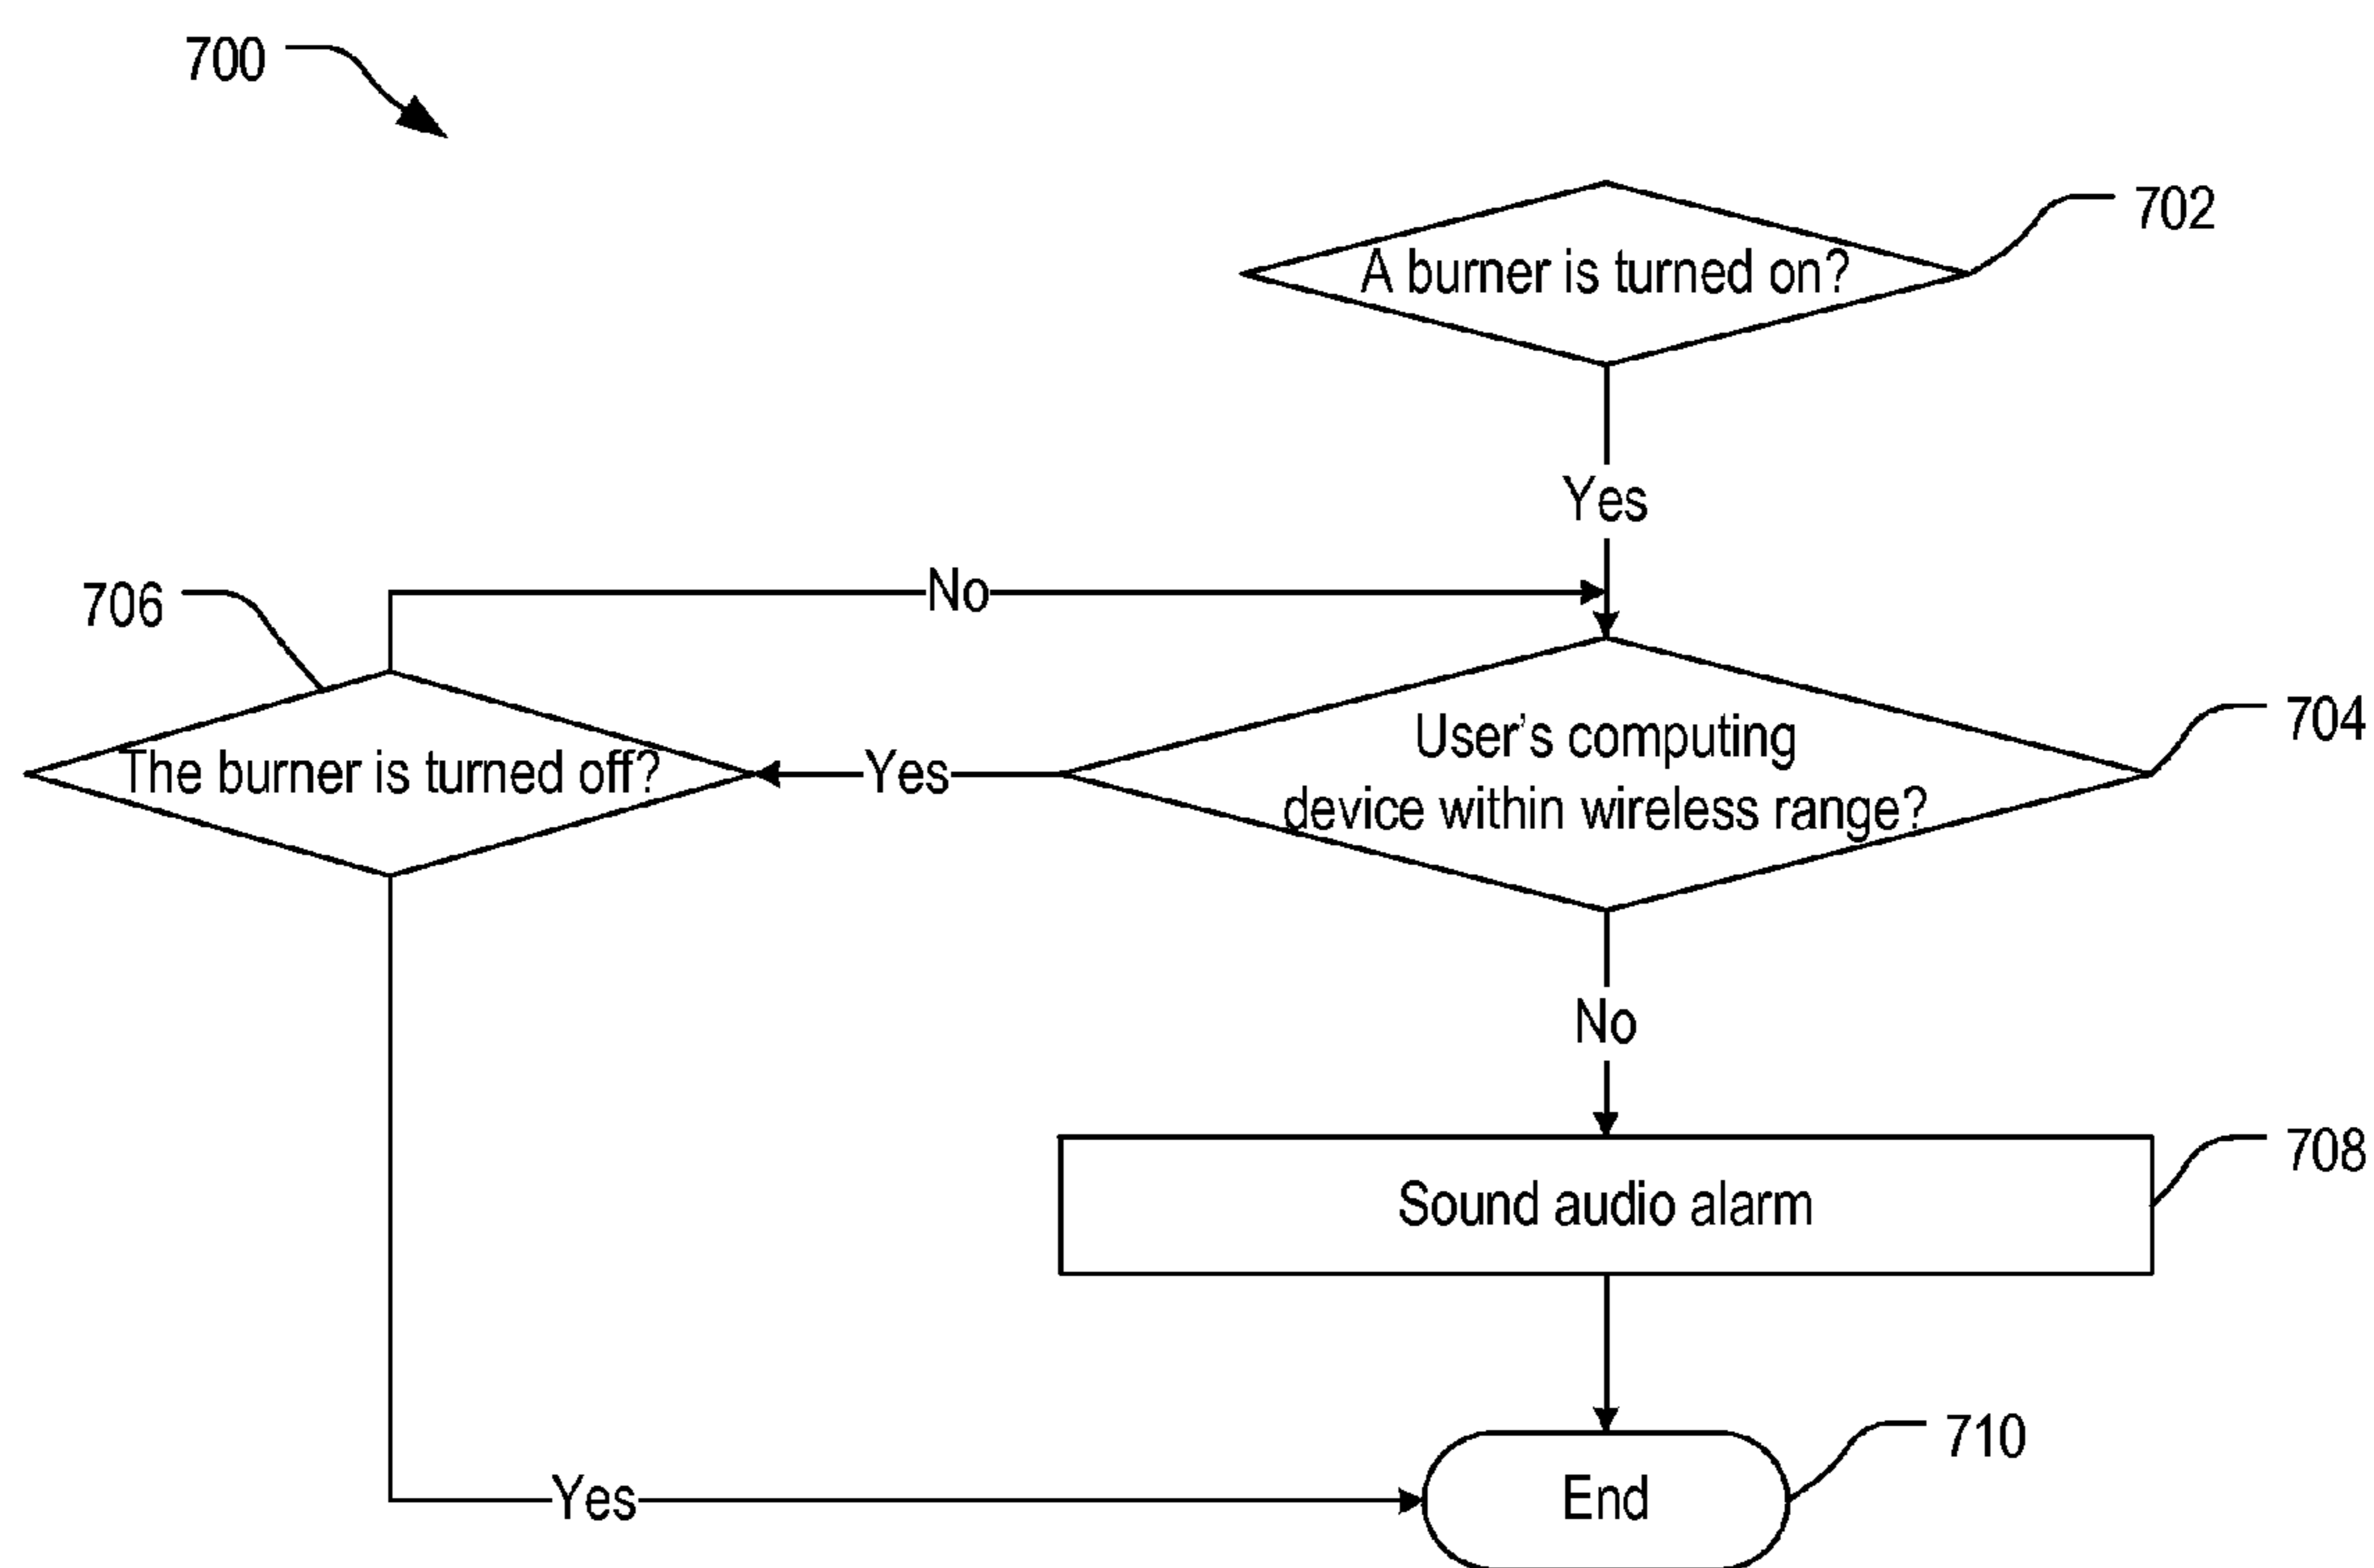 700
702
A burner is turned on?
Yes
No
706
704
The burner is turned off?
Yes
User's computing
device within wireless range?
No
708
Sound audio alarm
710
End
Yes